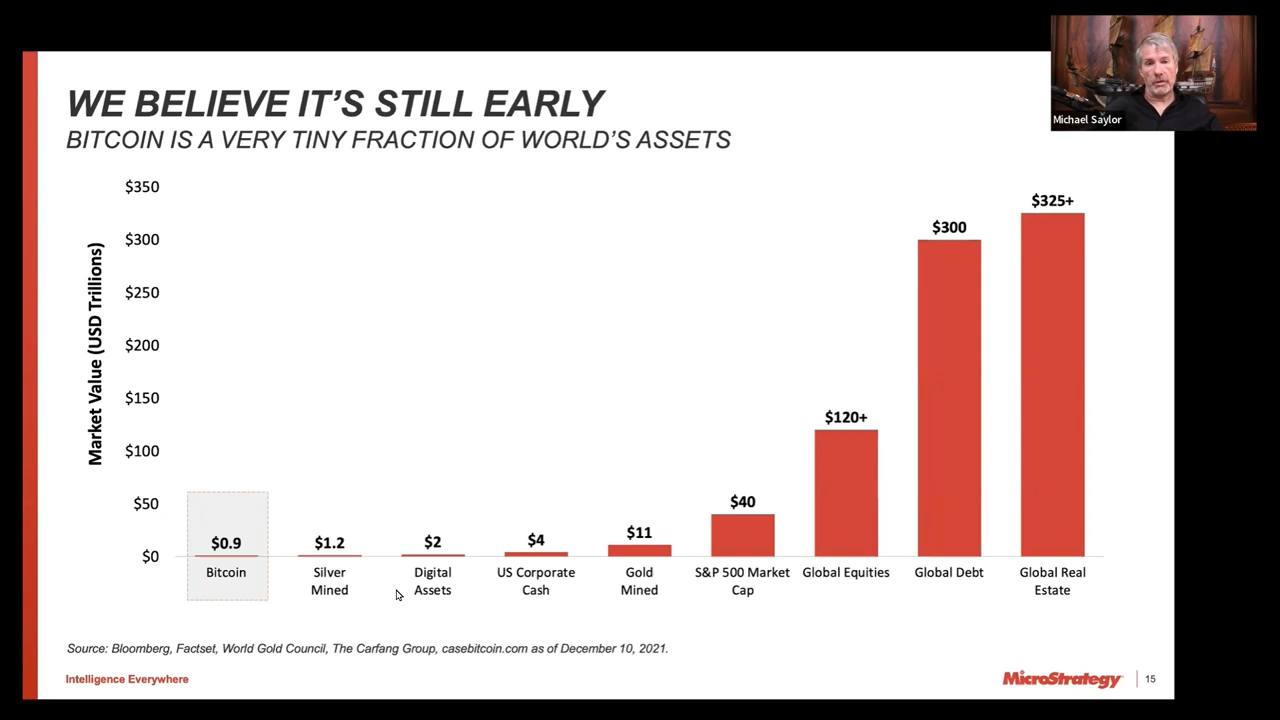 WE BELIEVE IT'S STILL EARLY
BITCOIN IS A VERY TINY FRACTION OF WORLD'S ASSETS
Michael Saylor
Market Value (USD Trillions)
$350
$300
$250
$200
$150
$100
$50
$0
$0.9
$1.2
$2
$4
$11
$40
$120+
$300
$325+
Bitcoin
Silver
Mined
Digital
Assets
US Corporate
Cash
Gold
Mined
S&P 500 Market
Cap
Global Equities
Global Debt
Global Real
Estate
Source: Bloomberg, Factset, World Gold Council, The Carfang Group, casebitcoin.com as of December 10, 2021.
Intelligence Everywhere
MicroStrategy
15